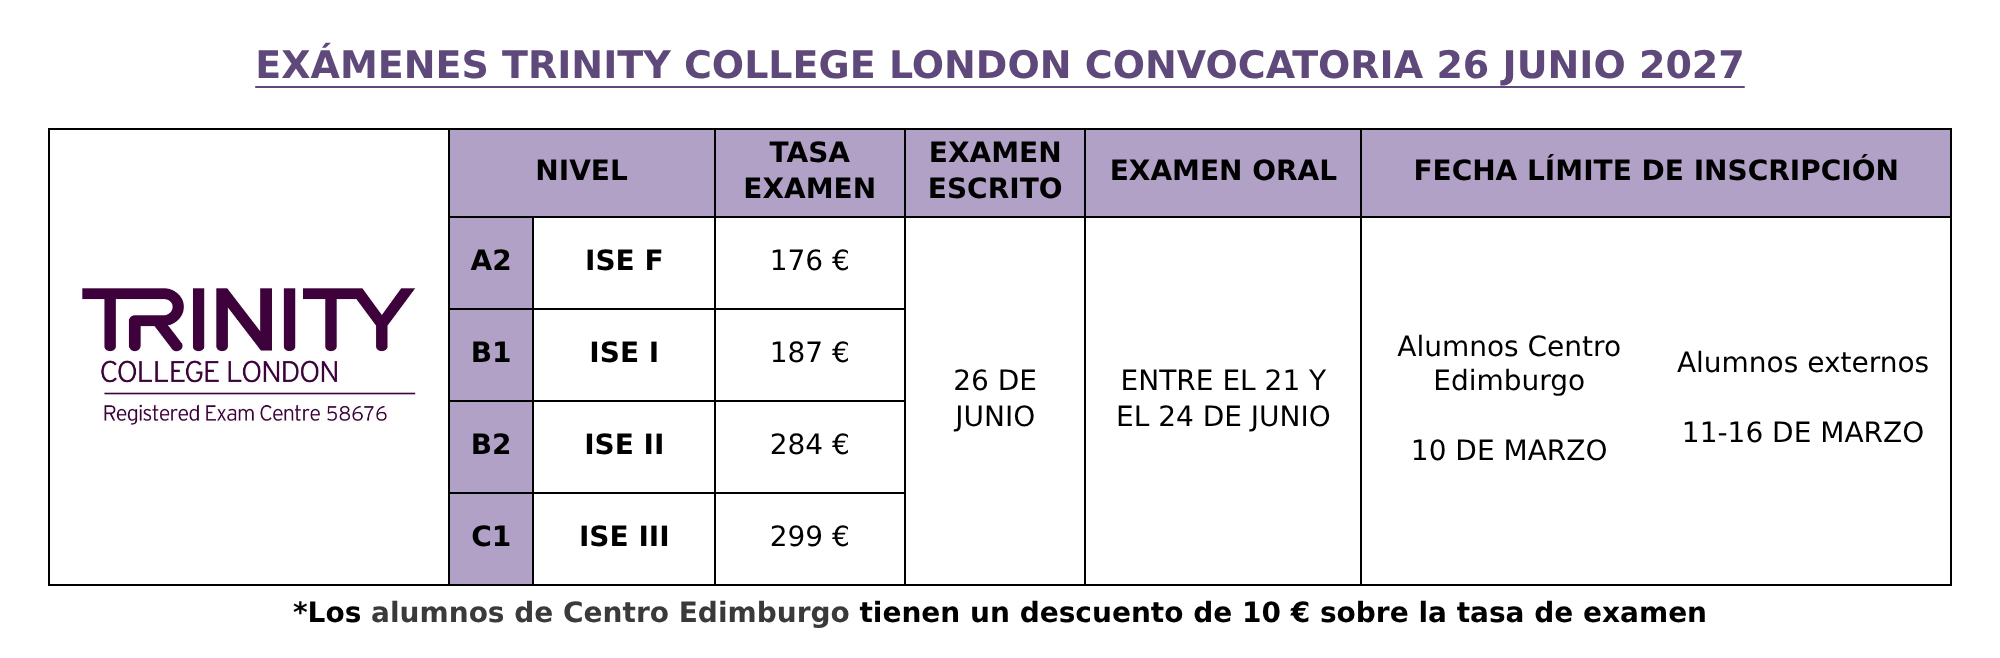 EXÁMENES TRINITY COLLEGE LONDON CONVOCATORIA 26 JUNIO 2027
TRINITY
COLLEGE LONDON
Registered Exam Centre 58676
NIVEL
TASA
EXAMEN
EXAMEN
ESCRITO
EXAMEN ORAL
FECHA LÍMITE DE INSCRIPCIÓN
A2
ISE F
176 €
B1
ISE I
187 €
B2
ISE II
284 €
C1
ISE III
299 €
26 DE
JUNIO
ENTRE EL 21 Y
EL 24 DE JUNIO
Alumnos Centro
Edimburgo
10 DE MARZO
Alumnos externos
11-16 DE MARZO
*Los alumnos de Centro Edimburgo tienen un descuento de 10 € sobre la tasa de examen